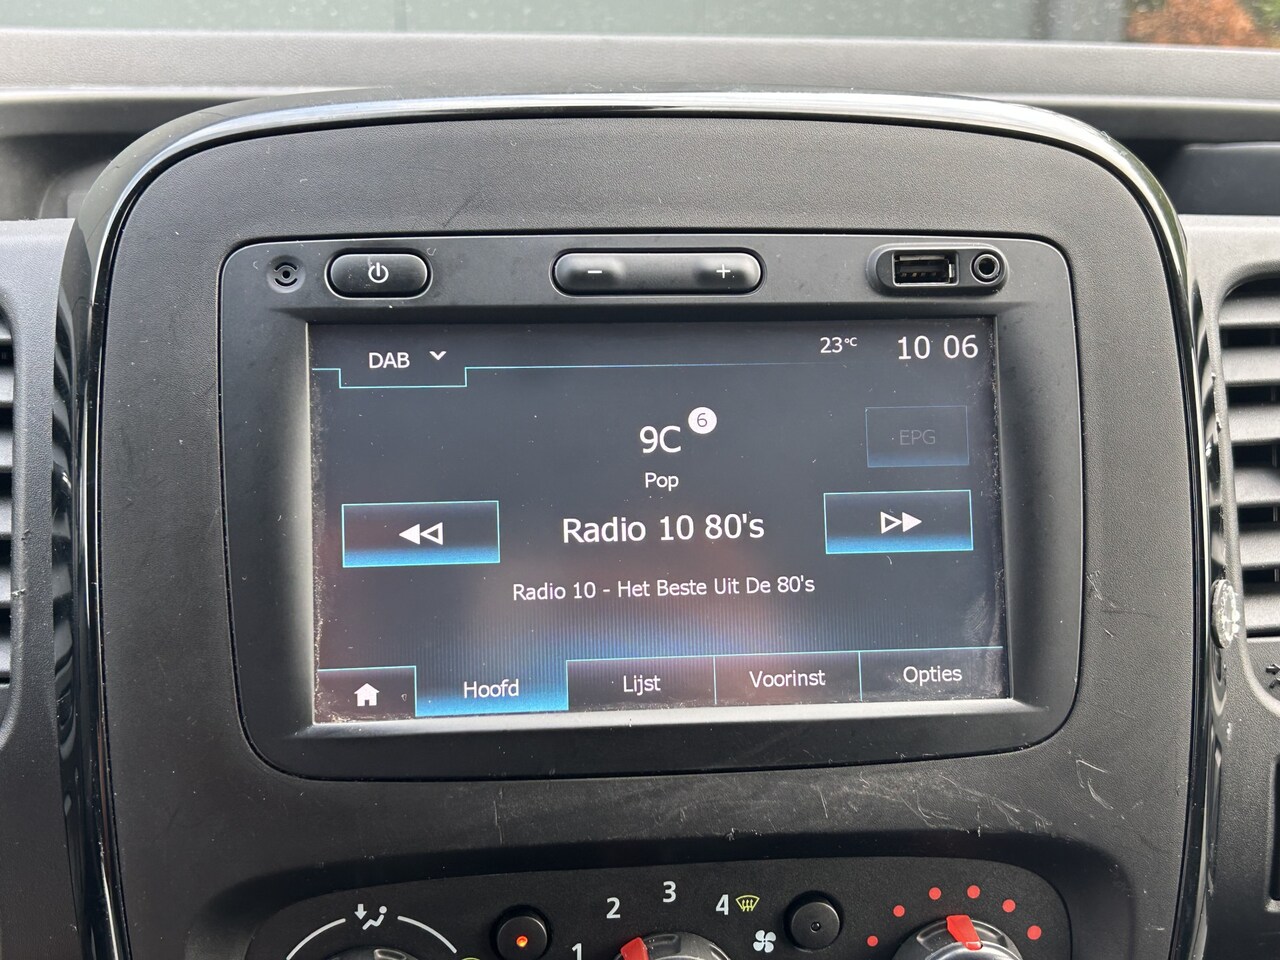 DAB
23°C
10 06
9C 6
EPG
Pop
Radio 10 80's
Radio 10 - Het Beste Uit De 80's
Hoofd
Lijst
Voorinst
Opties
1 2 3 4